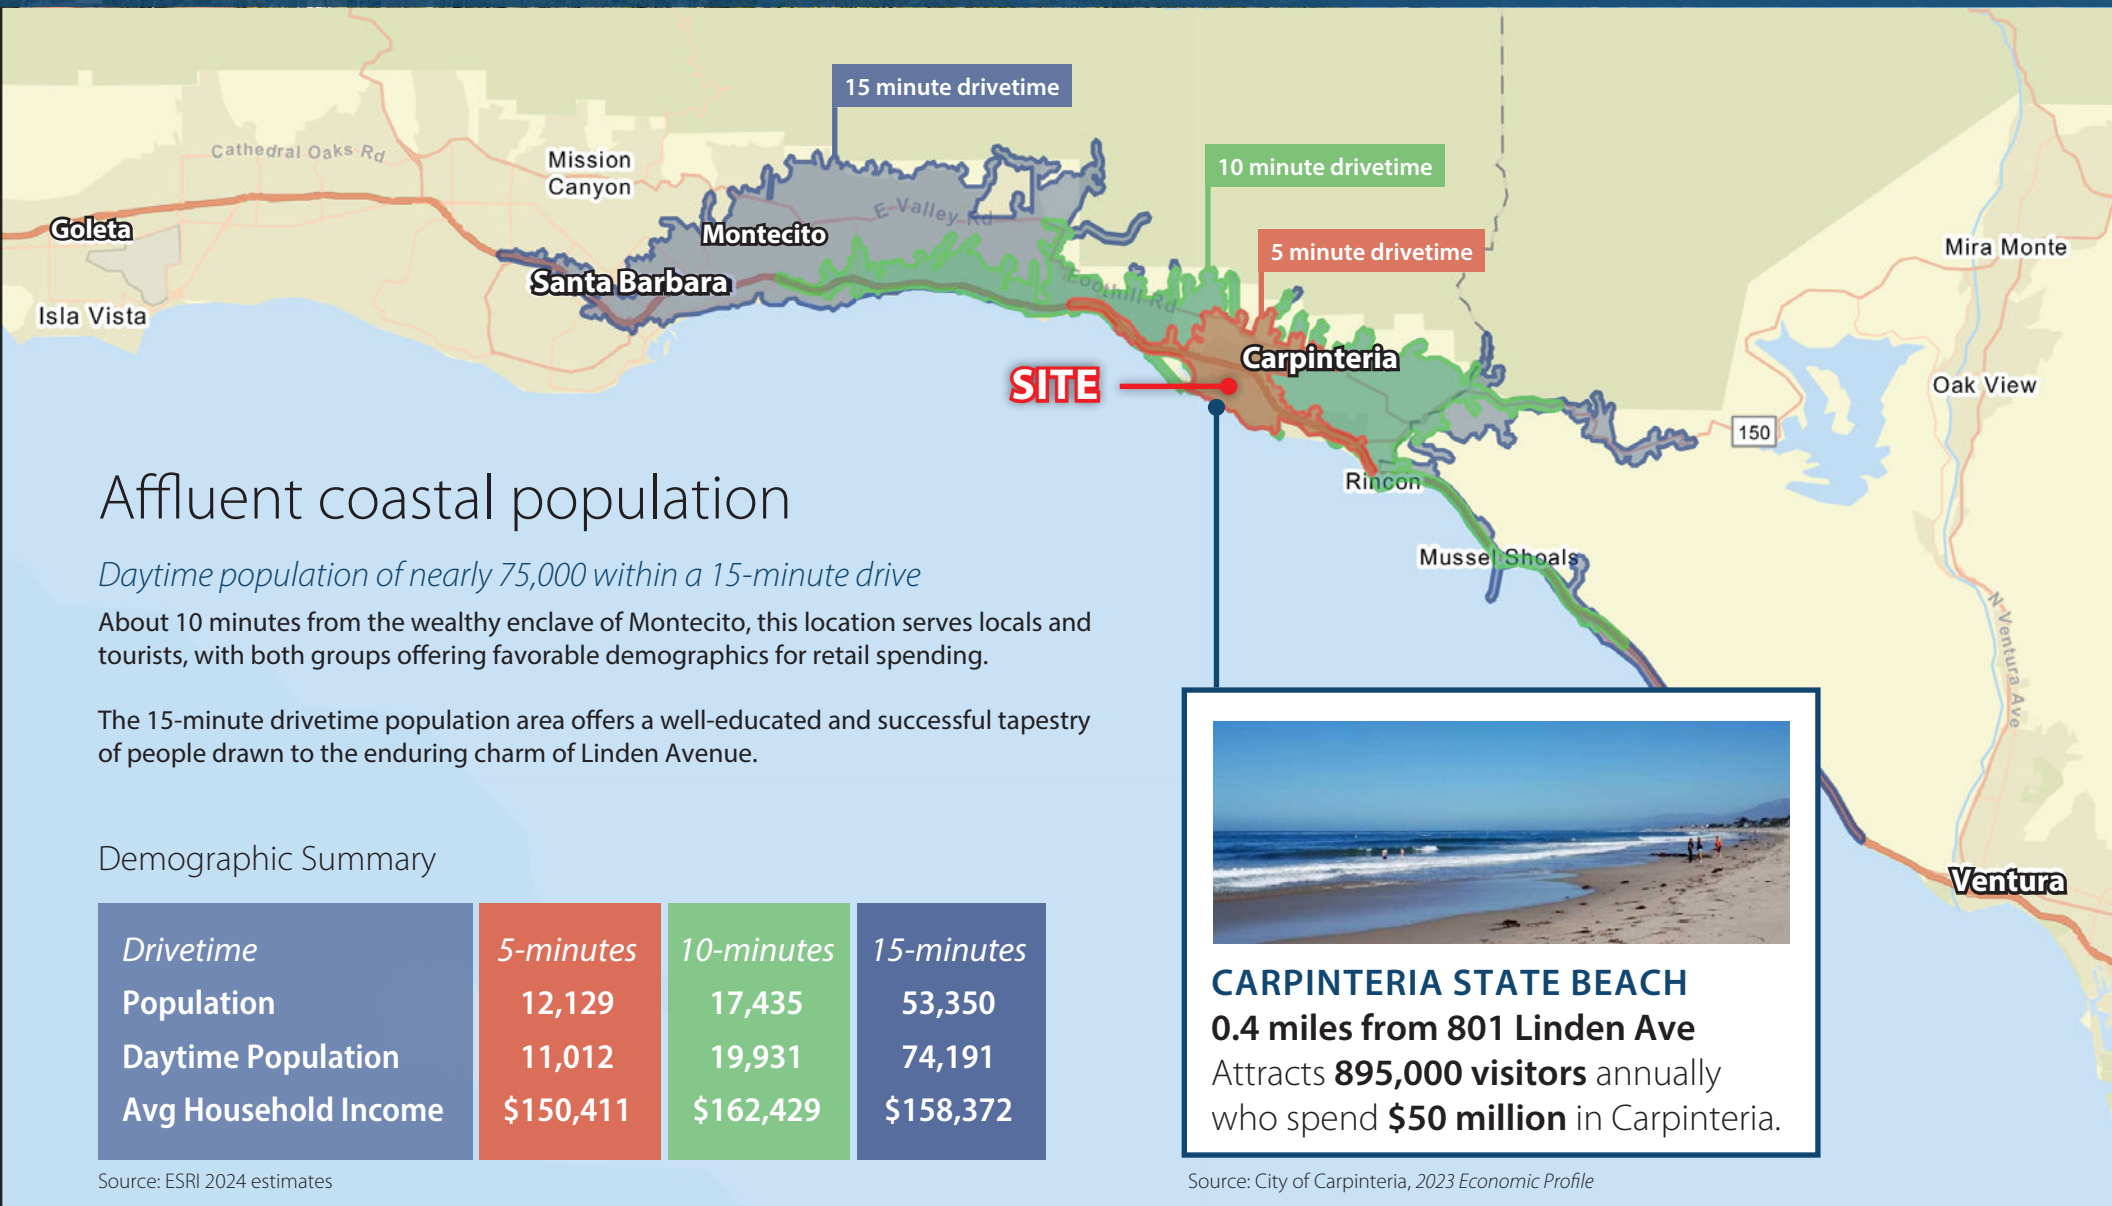 15 minute drivetime
10 minute drivetime
5 minute drivetime
Cathedral Oaks Rd
Mission
Canyon
E Valley Rd
Goleta
Montecito
Mira Monte
Santa Barbara
Foothill Rd
Isla Vista
Carpinteria
SITE
Oak View
150
Rincon
Mussel Shoals
N Ventura Ave
Ventura
Affluent coastal population
Daytime population of nearly 75,000 within a 15-minute drive
About 10 minutes from the wealthy enclave of Montecito, this location serves locals and
tourists, with both groups offering favorable demographics for retail spending.
The 15-minute drivetime population area offers a well-educated and successful tapestry
of people drawn to the enduring charm of Linden Avenue.
Demographic Summary
Drivetime 5-minutes 10-minutes 15-minutes
Population 12,129 17,435 53,350
Daytime Population 11,012 19,931 74,191
Avg Household Income $150,411 $162,429 $158,372
Source: ESRI 2024 estimates
CARPINTERIA STATE BEACH
0.4 miles from 801 Linden Ave
Attracts 895,000 visitors annually
who spend $50 million in Carpinteria.
Source: City of Carpinteria, 2023 Economic Profile